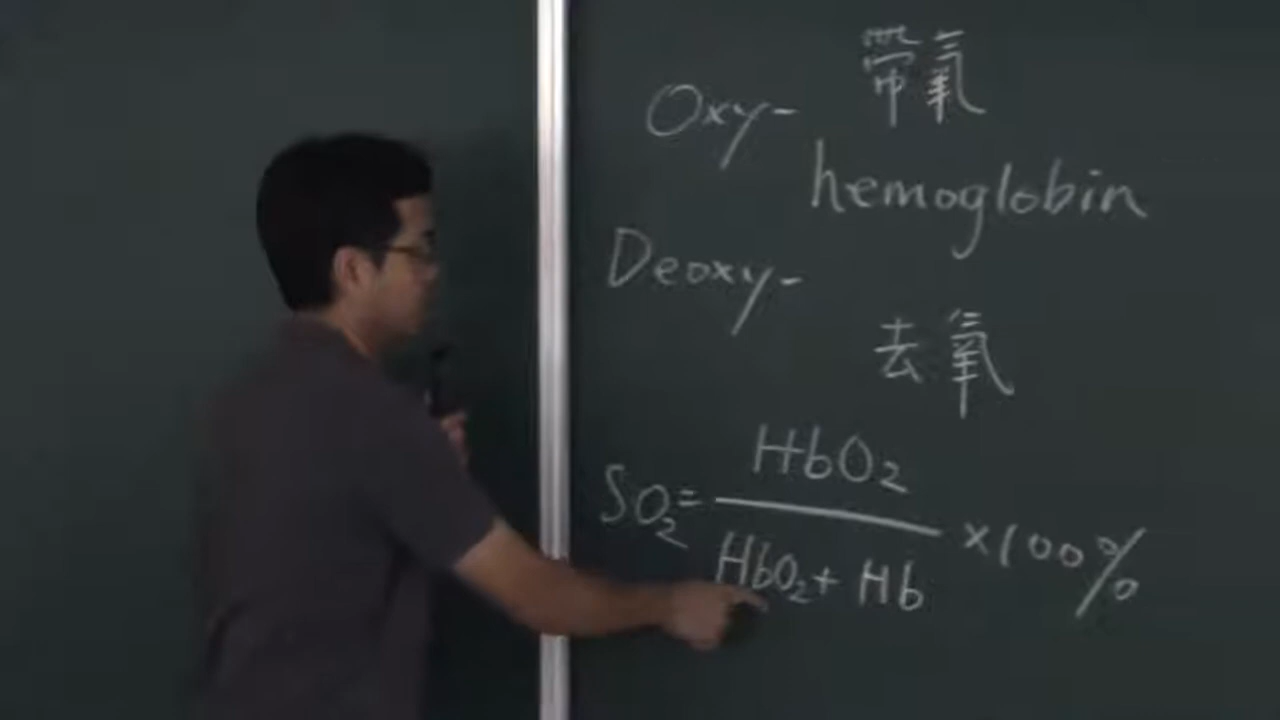 帶氧
Oxy-
hemoglobin
Deoxy-
去氧
SO₂ = HbO₂ / HbO₂ + Hb × 100%